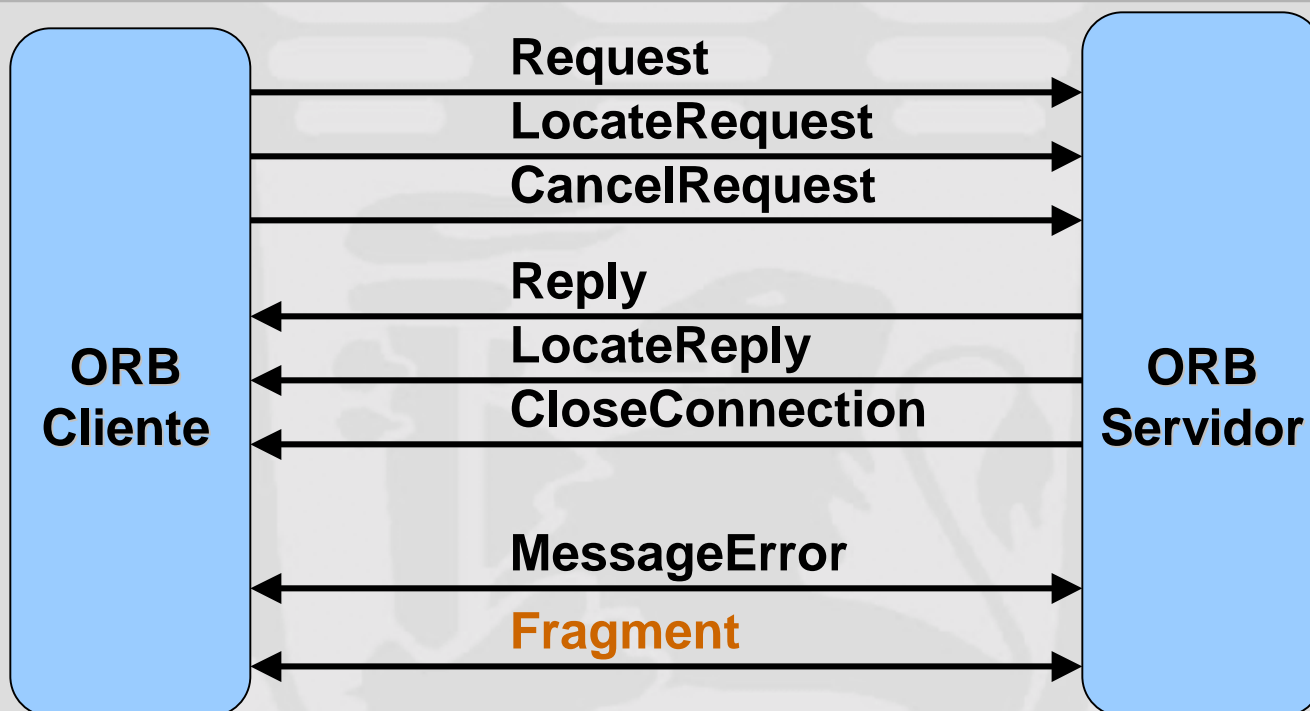 Request
LocateRequest
CancelRequest
Reply
LocateReply
CloseConnection
ORB
Cliente
ORB
Servidor
MessageError
Fragment